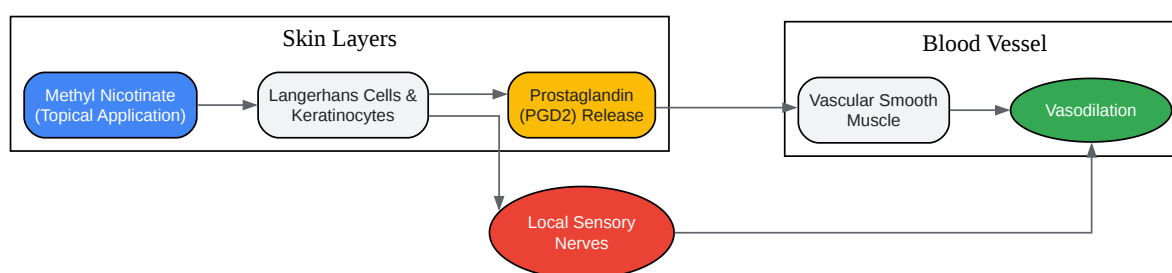 Skin Layers
Methyl Nicotinate
(Topical Application)
Langerhans Cells &
Keratinocytes
Prostaglandin
(PGD2) Release
Blood Vessel
Vascular Smooth
Muscle
Vasodilation
Local Sensory
Nerves